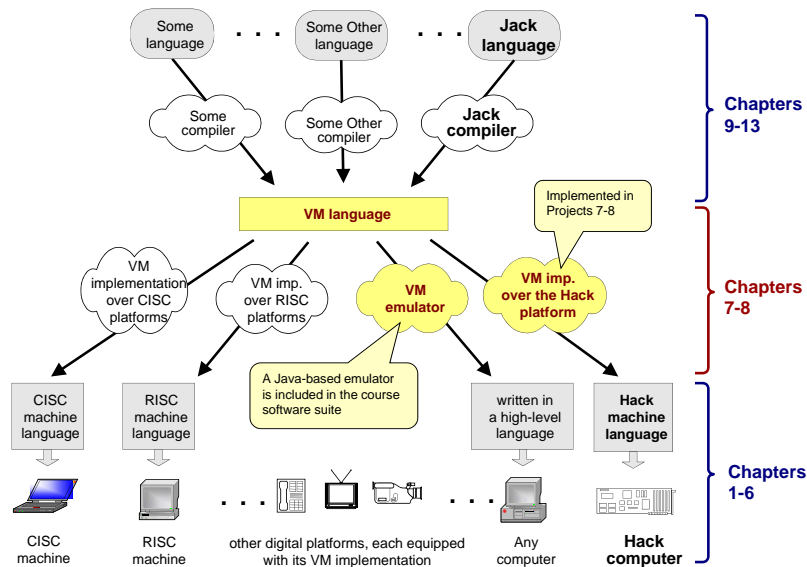 Some
language
. . .
Some Other
language
. . .
Jack
language
Some
compiler
Some Other
compiler
Jack
compiler
Chapters
9-13
VM language
Implemented in
Projects 7-8
VM
implementation
over CISC
platforms
VM imp.
over RISC
platforms
VM
emulator
VM imp.
over the Hack
platform
Chapters
7-8
A Java-based emulator
is included in the course
software suite
CISC
machine
language
RISC
machine
language
written in
a high-level
language
Hack
machine
language
. . .
. . .
Chapters
1-6
CISC
machine
RISC
machine
other digital platforms, each equipped
with its VM implementation
Any
computer
Hack
computer